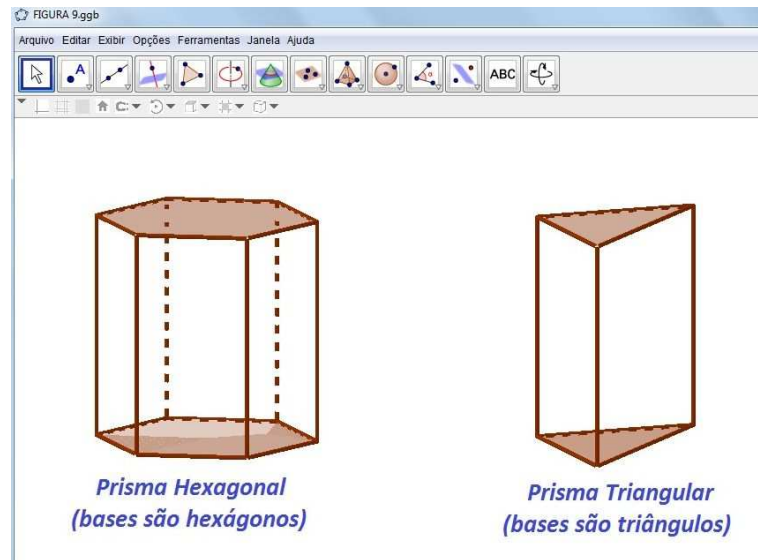 FIGURA 9.ggb
Arquivo Editar Exibir Opções Ferramentas Janela Ajuda
A
ABC
Prisma Hexagonal
(bases são hexágonos)
Prisma Triangular
(bases são triângulos)